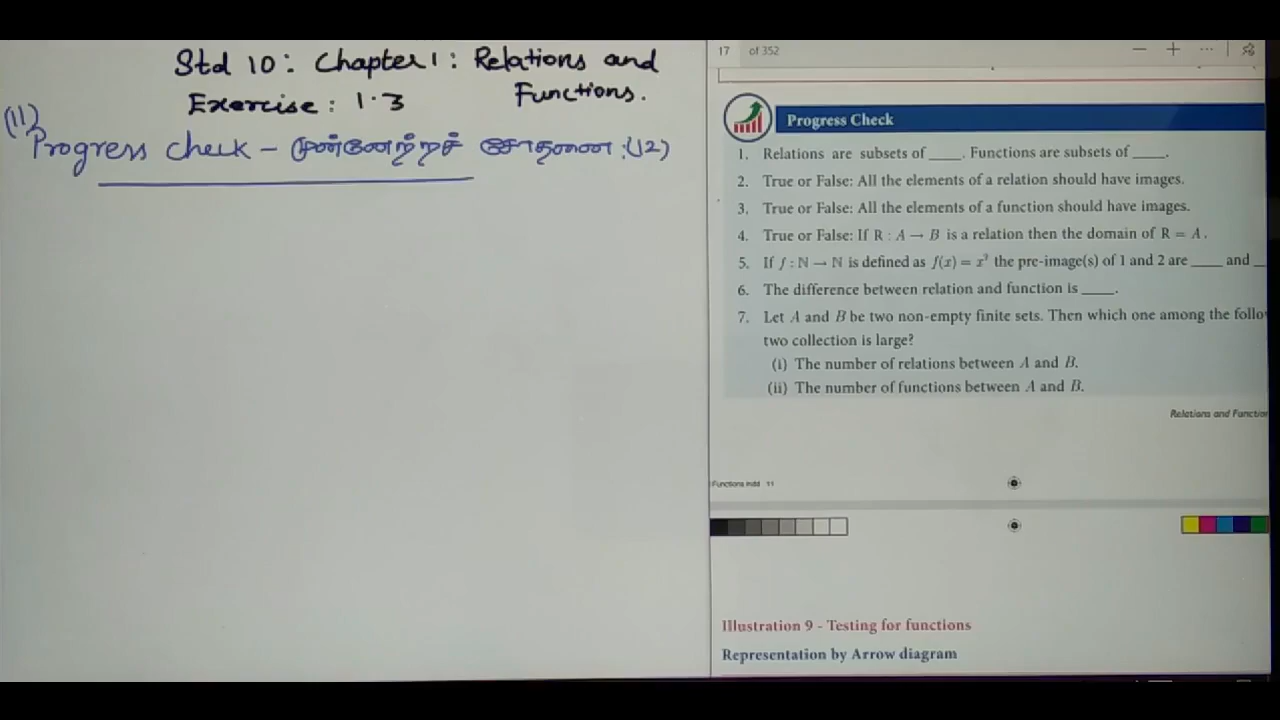 Std 10 : Chapter 1 : Relations and
Functions.
Exercise : 1.3
(11)
Progress check - முன்னேற்றச் சோதனை : (12)
17 of 352
Progress Check
1. Relations are subsets of ____. Functions are subsets of ____.
2. True or False: All the elements of a relation should have images.
3. True or False: All the elements of a function should have images.
4. True or False: If R : A → B is a relation then the domain of R = A.
5. If f : ℕ → ℕ is defined as f(x) = x² the pre-image(s) of 1 and 2 are ____ and _
6. The difference between relation and function is ____.
7. Let A and B be two non-empty finite sets. Then which one among the follo
two collection is large?
(i) The number of relations between A and B.
(ii) The number of functions between A and B.
Relations and Function
Functions.indd 11
Illustration 9 - Testing for functions
Representation by Arrow diagram